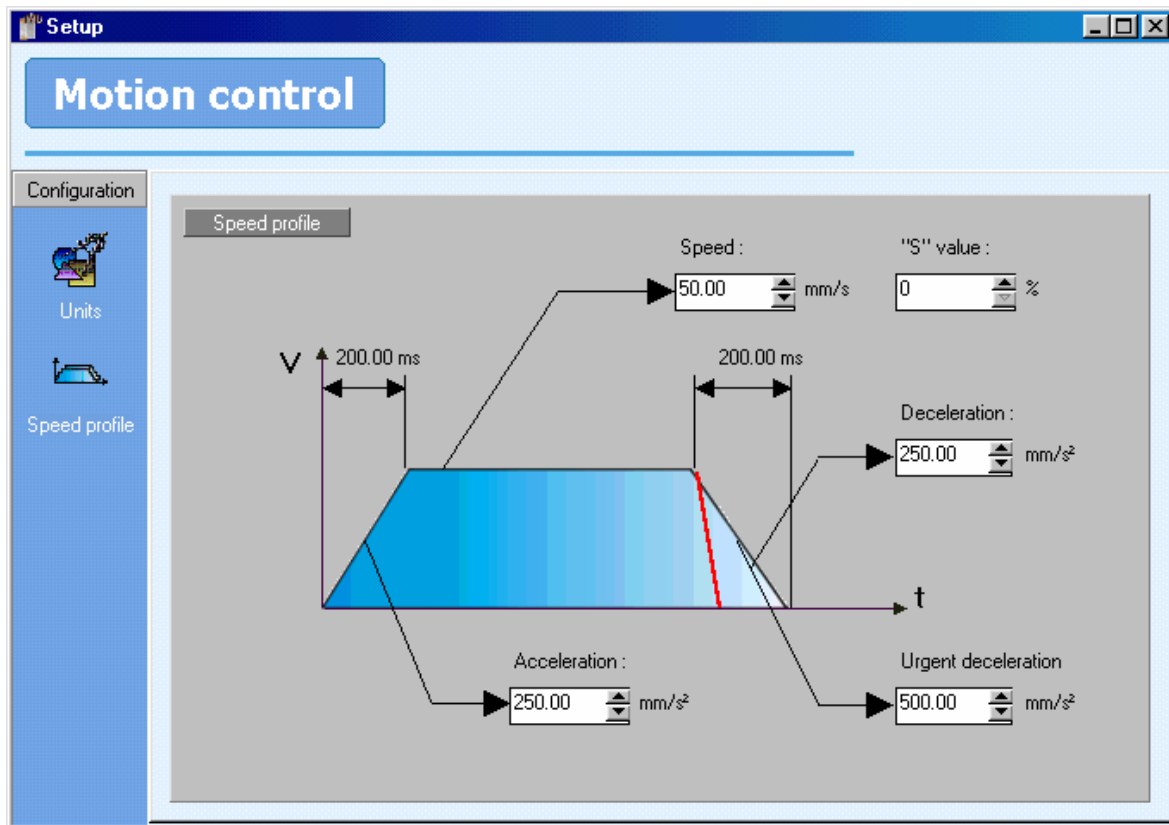 Setup
Motion control
Configuration
Units
Speed profile
Speed profile
Speed :
50.00 mm/s
"S" value :
0 %
V
200.00 ms
200.00 ms
Deceleration :
250.00 mm/s²
t
Acceleration :
250.00 mm/s²
Urgent deceleration
500.00 mm/s²